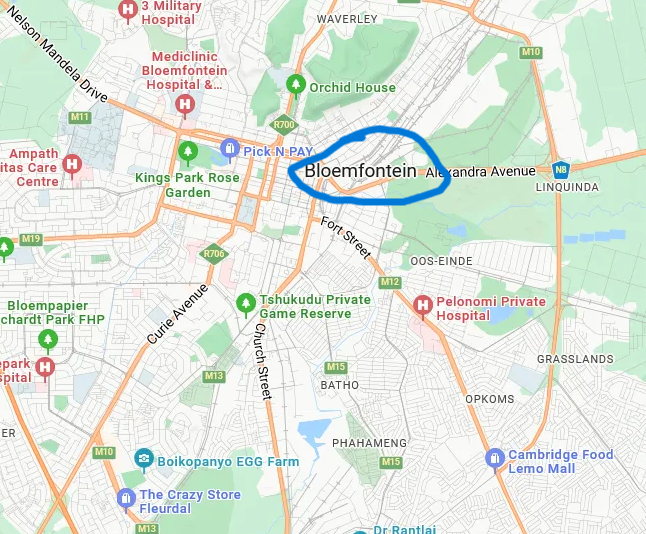 WAVERLEY
3 Military
Hospital
Nelson Mandela Drive
M10
Mediclinic
Bloemfontein
Hospital &...
Orchid House
M11
R700
Pick N PAY
Ampath
itas Care
Centre
Bloemfontein
Alexandra Avenue
N8
Kings Park Rose
Garden
LINQUINDA
M19
Fort Street
R706
OOS-EINDE
M12
Bloempapier
chardt Park FHP
Curie Avenue
Tshukudu Private
Game Reserve
Pelonomi Private
Hospital
Church Street
epark
spital
M13
M15
BATHO
GRASSLANDS
OPKOMS
ER
PHAHAMENG
M10
Boikopanyo EGG Farm
M15
Cambridge Food
Lemo Mall
The Crazy Store
Fleurdal
M13
Dr Rantlai